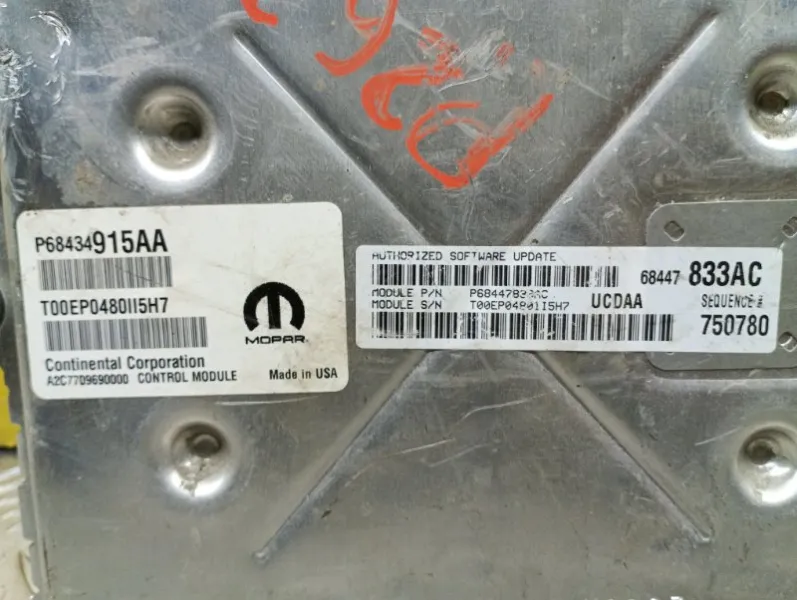 P68434915AA
T00EP0480II5H7
MOPAR
Continental Corporation
A2C7709690000 CONTROL MODULE
Made in USA
AUTHORIZED SOFTWARE UPDATE
68447 833AC
MODULE P/N
MODULE S/N T00EP04801I5H7
UCDAA
SEQUENCE #
750780